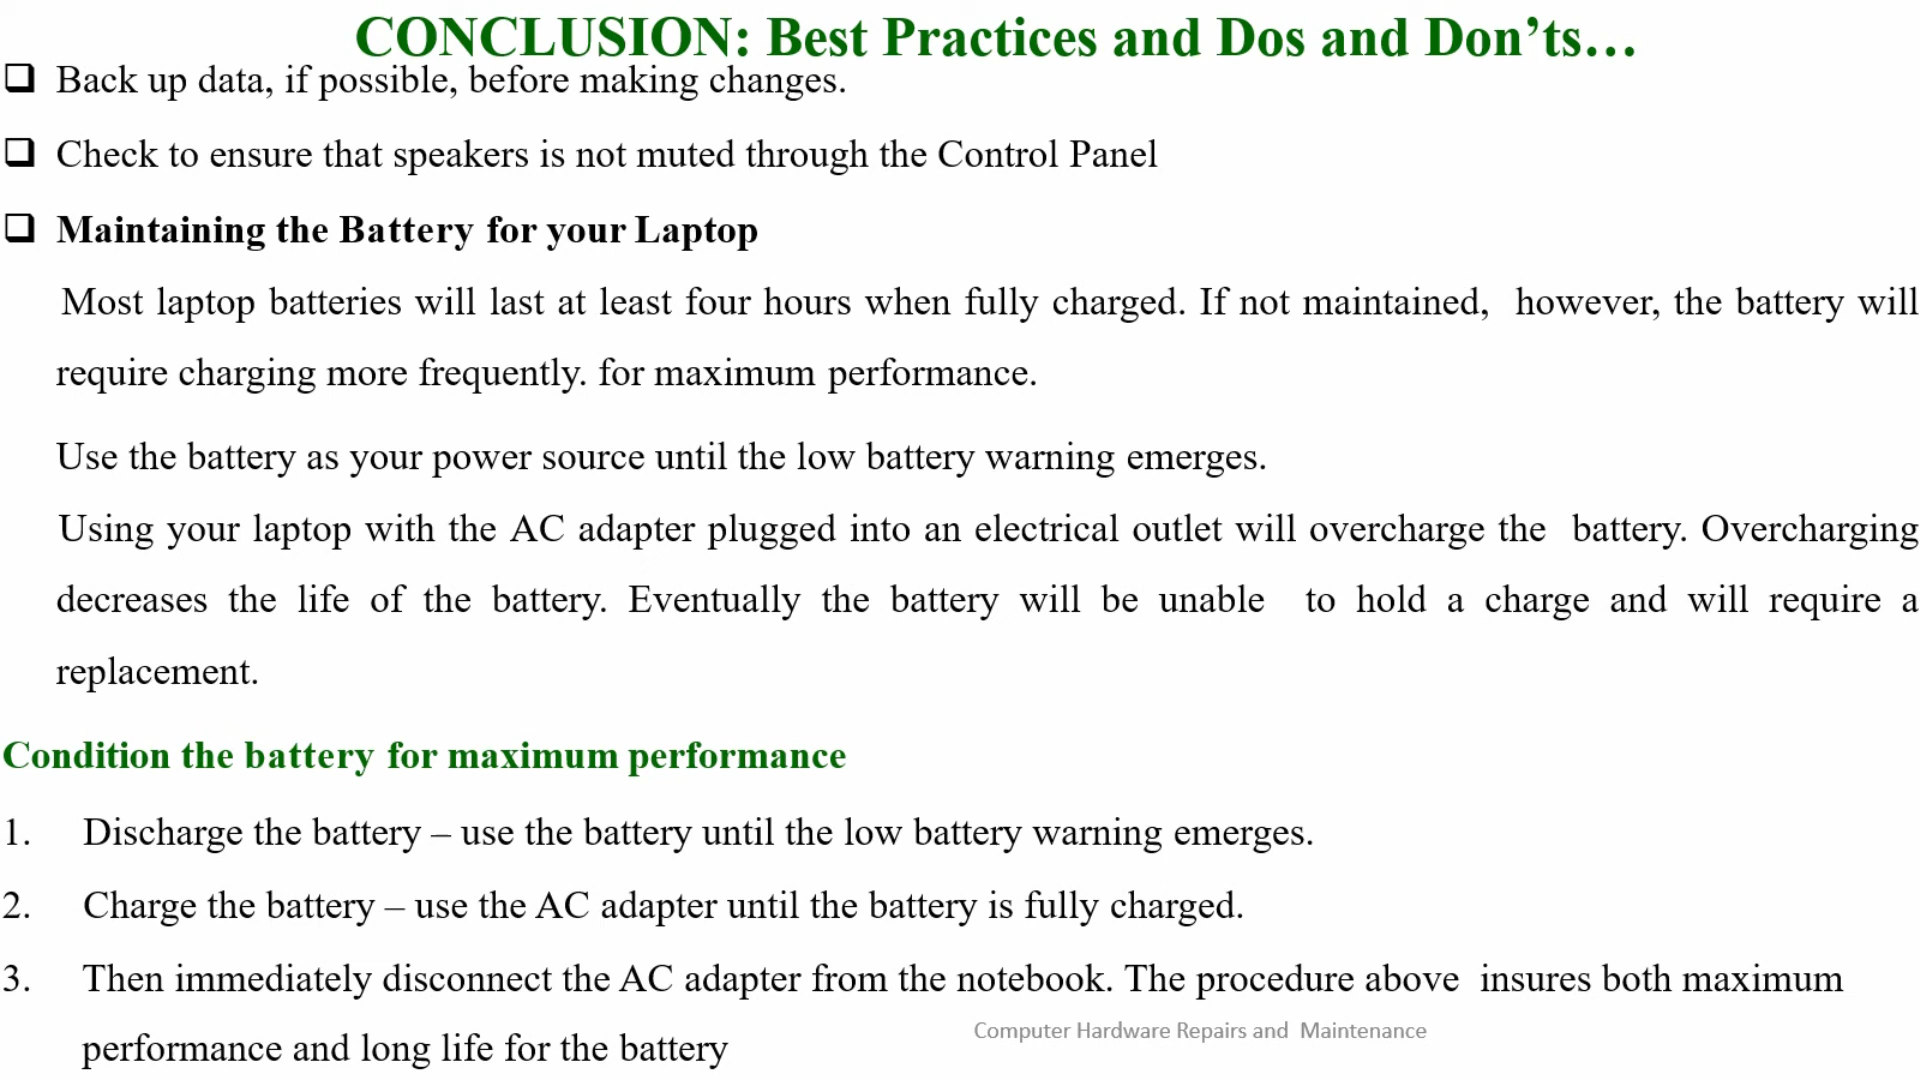 CONCLUSION: Best Practices and Dos and Don’ts…
❑ Back up data, if possible, before making changes.
❑ Check to ensure that speakers is not muted through the Control Panel
❑ Maintaining the Battery for your Laptop
Most laptop batteries will last at least four hours when fully charged. If not maintained, however, the battery will
require charging more frequently. for maximum performance.
Use the battery as your power source until the low battery warning emerges.
Using your laptop with the AC adapter plugged into an electrical outlet will overcharge the battery. Overcharging
decreases the life of the battery. Eventually the battery will be unable to hold a charge and will require a
replacement.
Condition the battery for maximum performance
1. Discharge the battery – use the battery until the low battery warning emerges.
2. Charge the battery – use the AC adapter until the battery is fully charged.
3. Then immediately disconnect the AC adapter from the notebook. The procedure above insures both maximum
performance and long life for the battery
Computer Hardware Repairs and Maintenance